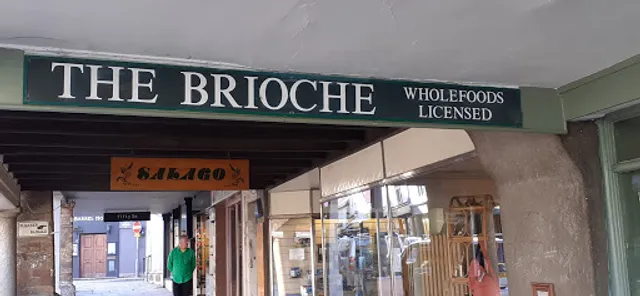 THE BRIOCHE
WHOLEFOODS
LICENSED
SALAGO